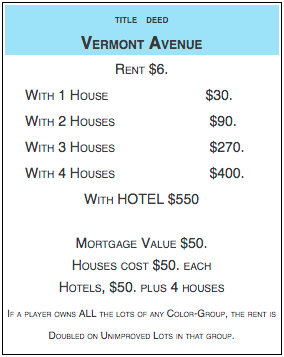 TITLE DEED
VERMONT AVENUE
RENT $6.
WITH 1 HOUSE $30.
WITH 2 HOUSES $90.
WITH 3 HOUSES $270.
WITH 4 HOUSES $400.
WITH HOTEL $550
MORTGAGE VALUE $50.
HOUSES COST $50. EACH
HOTELS, $50. PLUS 4 HOUSES
IF A PLAYER OWNS ALL THE LOTS OF ANY COLOR-GROUP, THE RENT IS
DOUBLED ON UNIMPROVED LOTS IN THAT GROUP.